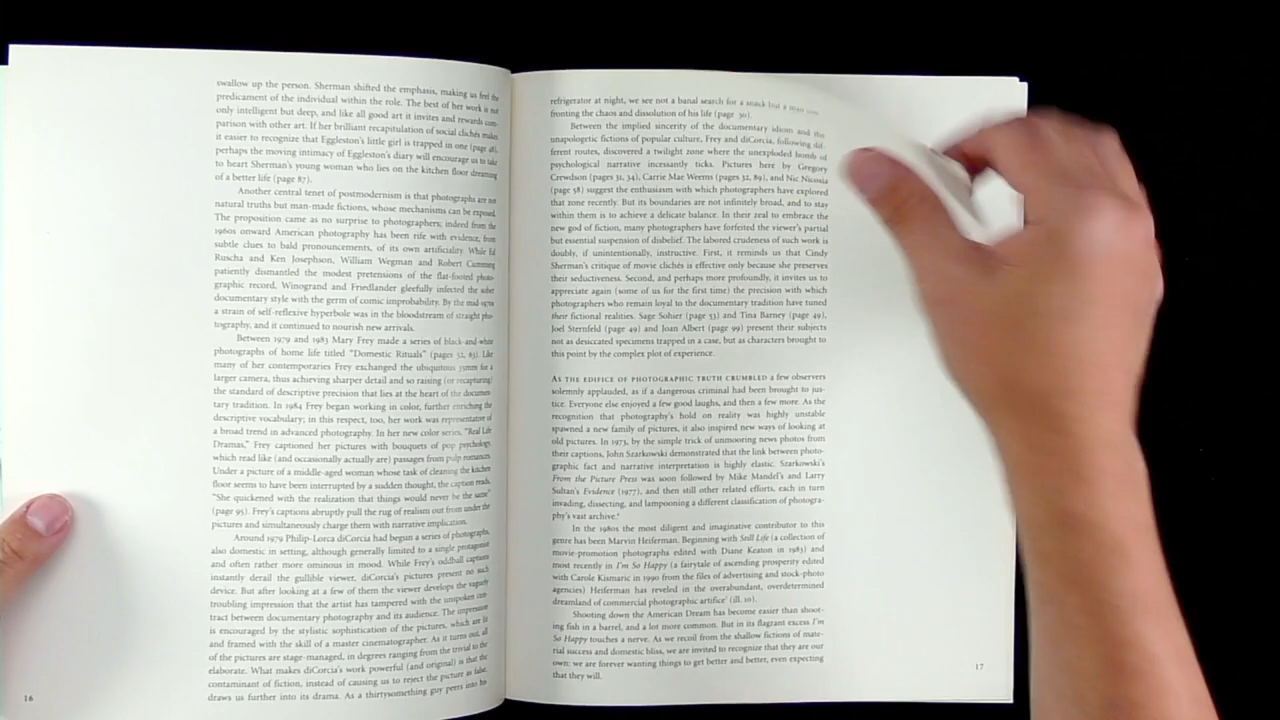 swallow up the person. Sherman shifted the emphasis, making us feel the
predicament of the individual within the role. The best of her work is not
only intelligent but deep, and like all good art it invites and rewards com-
parison with other art. If her brilliant recapitulation of social clichés makes
it easier to recognize that Eggleston's little girl is trapped in one (page 48),
perhaps the moving intimacy of Eggleston's diary will encourage us to take
to heart Sherman's young woman who lies on the kitchen floor dreaming
of a better life (page 87).
Another central tenet of postmodernism is that photographs are not
natural truths but man-made fictions, whose mechanisms can be exposed.
The proposition came as no surprise to photographers; indeed from the
1960s onward American photography has been rife with evidence, from
subtle clues to bald pronouncements, of its own artificiality. While Ed
Ruscha and Ken Josephson, William Wegman and Robert Cumming
patiently dismantled the modest pretensions of the flat-footed photo-
graphic record, Winogrand and Friedlander gleefully infected the sober
documentary style with the germ of comic improbability. By the mid-1970s
a strain of self-reflexive hyperbole was in the bloodstream of straight pho-
tography, and it continued to nourish new arrivals.
Between 1979 and 1983 Mary Frey made a series of black-and-white
photographs of home life titled "Domestic Rituals" (pages 52, 63). Like
many of her contemporaries Frey exchanged the ubiquitous 35mm for a
larger camera, thus achieving sharper detail and so raising (or recapturing)
the standard of descriptive precision that lies at the heart of the documen-
tary tradition. In 1984 Frey began working in color, further enriching the
descriptive vocabulary; in this respect, too, her work was representative of
a broad trend in advanced photography. In her new color series, "Real Life
Dramas," Frey captioned her pictures with bouquets of pop psychology,
which read like (and occasionally actually are) passages from pulp romances.
Under a picture of a middle-aged woman whose task of cleaning the kitchen
floor seems to have been interrupted by a sudden thought, the caption reads,
"She quickened with the realization that things would never be the same"
(page 95). Frey's captions abruptly pull the rug of realism out from under the
pictures and simultaneously charge them with narrative implication.
Around 1979 Philip-Lorca diCorcia had begun a series of photographs,
also domestic in setting, although generally limited to a single protagonist
and often rather more ominous in mood. While Frey's oddball captions
instantly derail the gullible viewer, diCorcia's pictures present no such
device. But after looking at a few of them the viewer develops the vaguely
troubling impression that the artist has tampered with the unspoken con-
tract between documentary photography and its audience. The impression
is encouraged by the stylistic sophistication of the pictures, which are lit
and framed with the skill of a master cinematographer. As it turns out, all
of the pictures are stage-managed, in degrees ranging from the trivial to the
elaborate. What makes diCorcia's work powerful (and original) is that the
contaminant of fiction, instead of causing us to reject the picture as false,
draws us further into its drama. As a thirtysomething guy peers into his
16
refrigerator at night, we see not a banal search for a snack but a man con-
fronting the chaos and dissolution of his life (page 30).
Between the implied sincerity of the documentary idiom and the
unapologetic fictions of popular culture, Frey and diCorcia, following dif-
ferent routes, discovered a twilight zone where the unexploded bomb of
psychological narrative incessantly ticks. Pictures here by Gregory
Crewdson (pages 31, 34), Carrie Mae Weems (pages 32, 89), and Nic Nicosia
(page 58) suggest the enthusiasm with which photographers have explored
that zone recently. But its boundaries are not infinitely broad, and to stay
within them is to achieve a delicate balance. In their zeal to embrace the
new god of fiction, many photographers have forfeited the viewer's partial
but essential suspension of disbelief. The labored crudeness of such work is
doubly, if unintentionally, instructive. First, it reminds us that Cindy
Sherman's critique of movie clichés is effective only because she preserves
their seductiveness. Second, and perhaps more profoundly, it invites us to
appreciate again (some of us for the first time) the precision with which
photographers who remain loyal to the documentary tradition have tuned
their fictional realities. Sage Sohier (page 53) and Tina Barney (page 49),
Joel Sternfeld (page 49) and Joan Albert (page 99) present their subjects
not as desiccated specimens trapped in a case, but as characters brought to
this point by the complex plot of experience.
AS THE EDIFICE OF PHOTOGRAPHIC TRUTH CRUMBLED a few observers
solemnly applauded, as if a dangerous criminal had been brought to jus-
tice. Everyone else enjoyed a few good laughs, and then a few more. As the
recognition that photography's hold on reality was highly unstable
spawned a new family of pictures, it also inspired new ways of looking at
old pictures. In 1973, by the simple trick of unmooring news photos from
their captions, John Szarkowski demonstrated that the link between photo-
graphic fact and narrative interpretation is highly elastic. Szarkowski's
From the Picture Press was soon followed by Mike Mandel's and Larry
Sultan's Evidence (1977), and then still other related efforts, each in turn
invading, dissecting, and lampooning a different classification of photogra-
phy's vast archive.
In the 1980s the most diligent and imaginative contributor to this
genre has been Marvin Heiferman. Beginning with Still Life (a collection of
movie-promotion photographs edited with Diane Keaton in 1983) and
most recently in I'm So Happy (a fairytale of ascending prosperity edited
with Carole Kismaric in 1990 from the files of advertising and stock-photo
agencies) Heiferman has reveled in the overabundant, overdetermined
dreamland of commercial photographic artifice (ill. 10).
Shooting down the American Dream has become easier than shoot-
ing fish in a barrel, and a lot more common. But in its flagrant excess I'm
So Happy touches a nerve. As we recoil from the shallow fictions of mate-
rial success and domestic bliss, we are invited to recognize that they are our
own: we are forever wanting things to get better and better, even expecting
that they will.
17